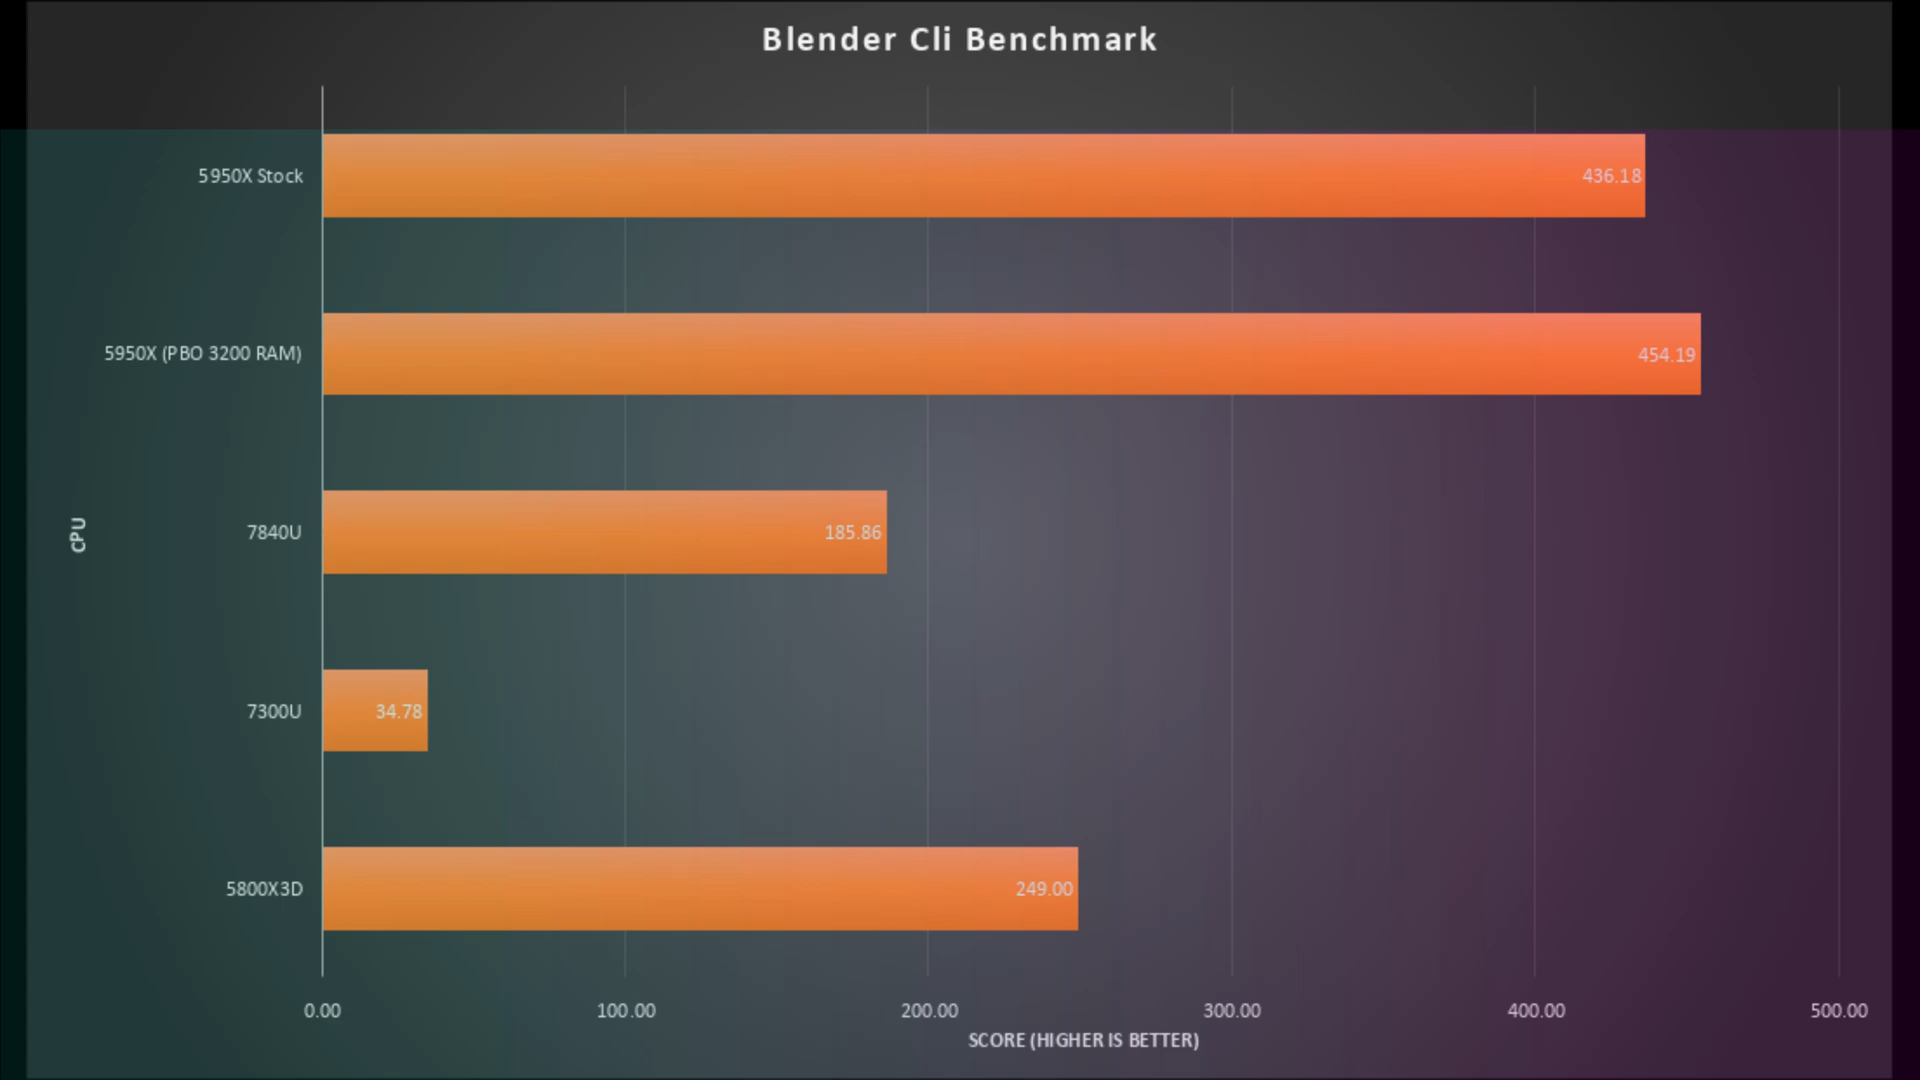 Blender Cli Benchmark
5950X Stock
436.18
5950X (PBO 3200 RAM)
454.19
CPU
7840U
185.86
7300U
34.78
5800X3D
249.00
0.00 100.00 200.00 300.00 400.00 500.00
SCORE (HIGHER IS BETTER)